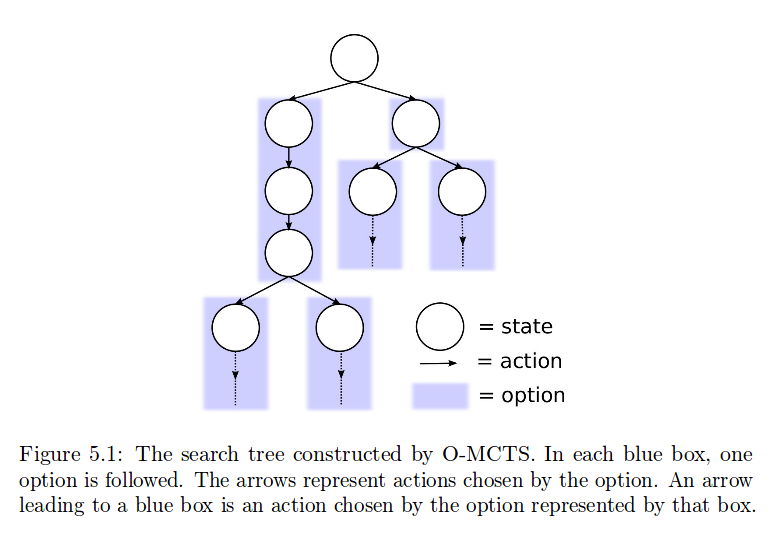 = state
= action
= option
Figure 5.1: The search tree constructed by O-MCTS. In each blue box, one
option is followed. The arrows represent actions chosen by the option. An arrow
leading to a blue box is an action chosen by the option represented by that box.